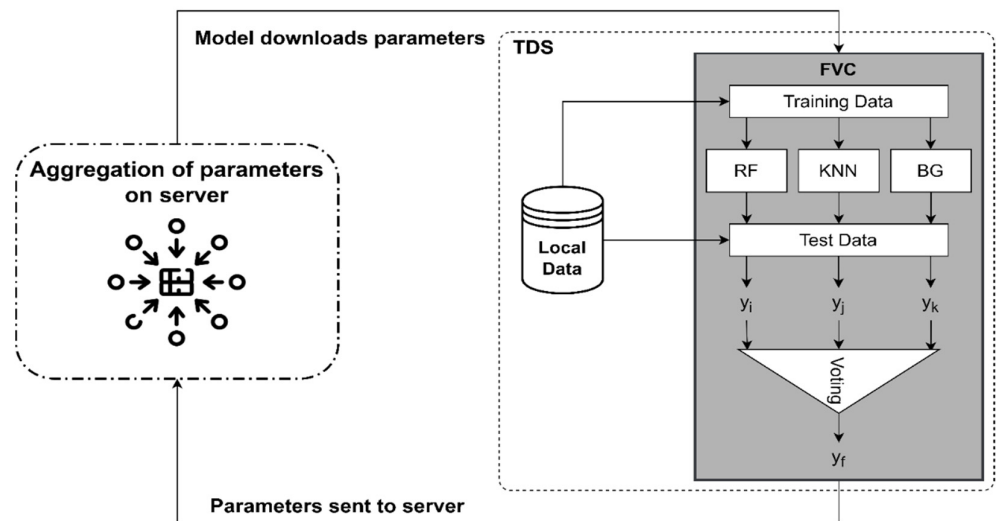 Model downloads parameters
TDS
FVC
Training Data
Aggregation of parameters
on server
RF
KNN
BG
Local
Data
Test Data
yi
yj
yk
Voting
yf
Parameters sent to server